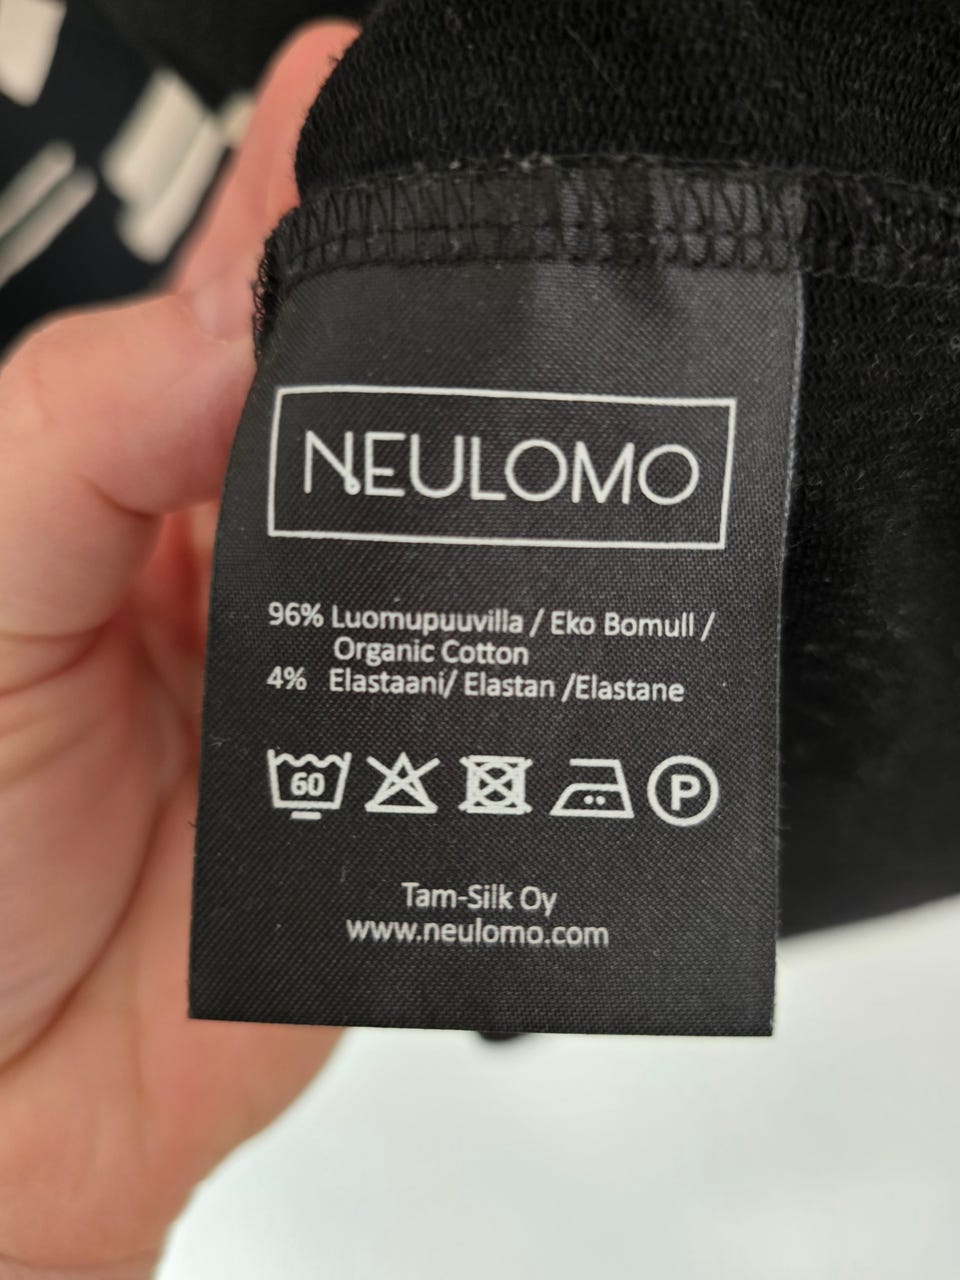 NEULOMO
96% Luomupuuvilla / Eko Bomull /
Organic Cotton
4% Elastaani/ Elastan /Elastane
60
P
Tam-Silk Oy
www.neulomo.com